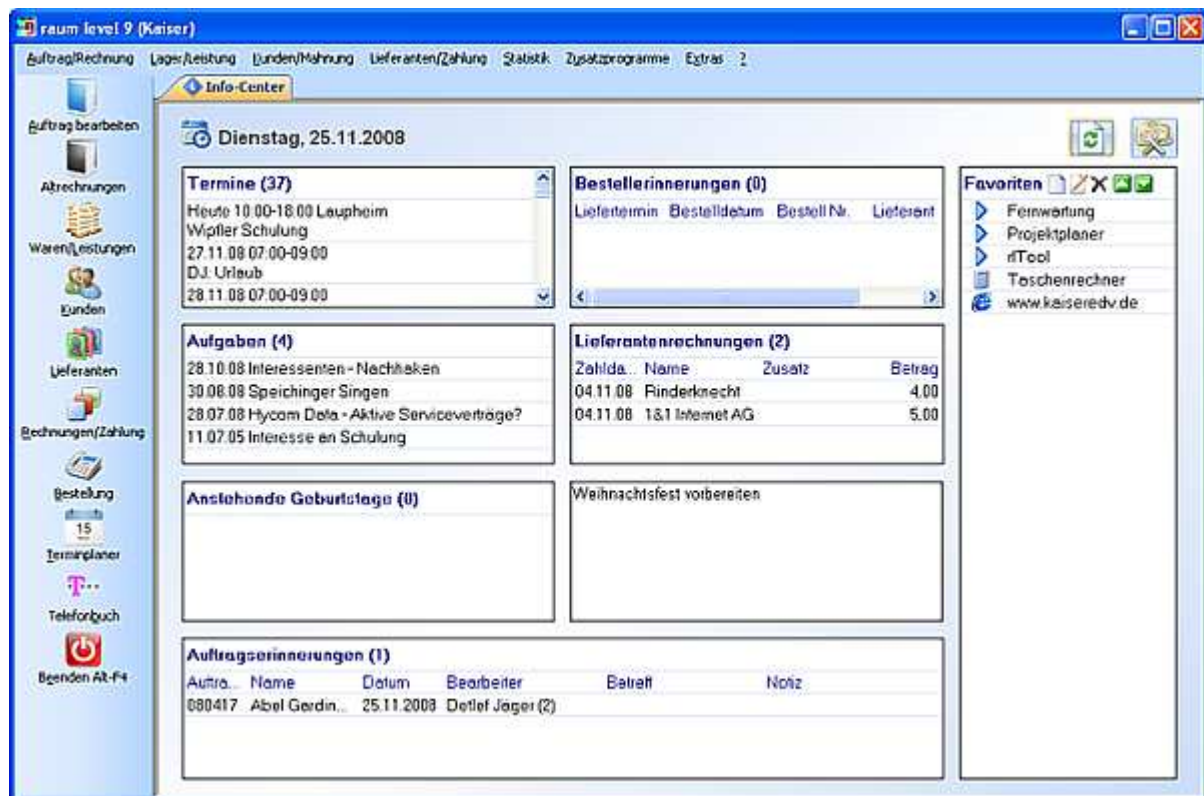 raum level 9 (Kaiser)
Auftrag/Rechnung Lager/Leistung Kunden/Mahnung Lieferanten/Zahlung Statistik Zusatzprogramme Extras ?
Info-Center
Auftrag bearbeiten
Abrechnungen
Waren/Leistungen
Kunden
Lieferanten
Rechnungen/Zahlung
Bestellung
15
Terminplaner
T
Telefonbuch
Beenden Alt-F4
Dienstag, 25.11.2008
Termine (37)
Heute 10:00-18:00 Laupheim
Wipfler Schulung
27.11.08 07:00-09:00
DJ: Urlaub
28.11.08 07:00-09:00
Bestellerinnerungen (0)
Liefertermin Bestelldatum Bestell Nr. Lieferant
Aufgaben (4)
28.10.08 Interessenten - Nachhaken
30.08.08 Speichinger Singen
28.07.08 Hycom Data - Aktive Serviceverträge?
11.07.05 Interesse an Schulung
Lieferantenrechnungen (2)
Zahlda... Name Zusatz Betrag
04.11.08 Rinderknecht 4,00
04.11.08 1&1 Internet AG 5,00
Anstehende Geburtstage (0)
Weihnachtsfest vorbereiten
Auftragserinnerungen (1)
Auftra... Name Datum Bearbeiter Betreff Notiz
080417 Abel Gardin... 25.11.2008 Detlef Jäger (2)
Favoriten
Fernwartung
Projektplaner
rlTool
Taschenrechner
www.kaiseredv.de